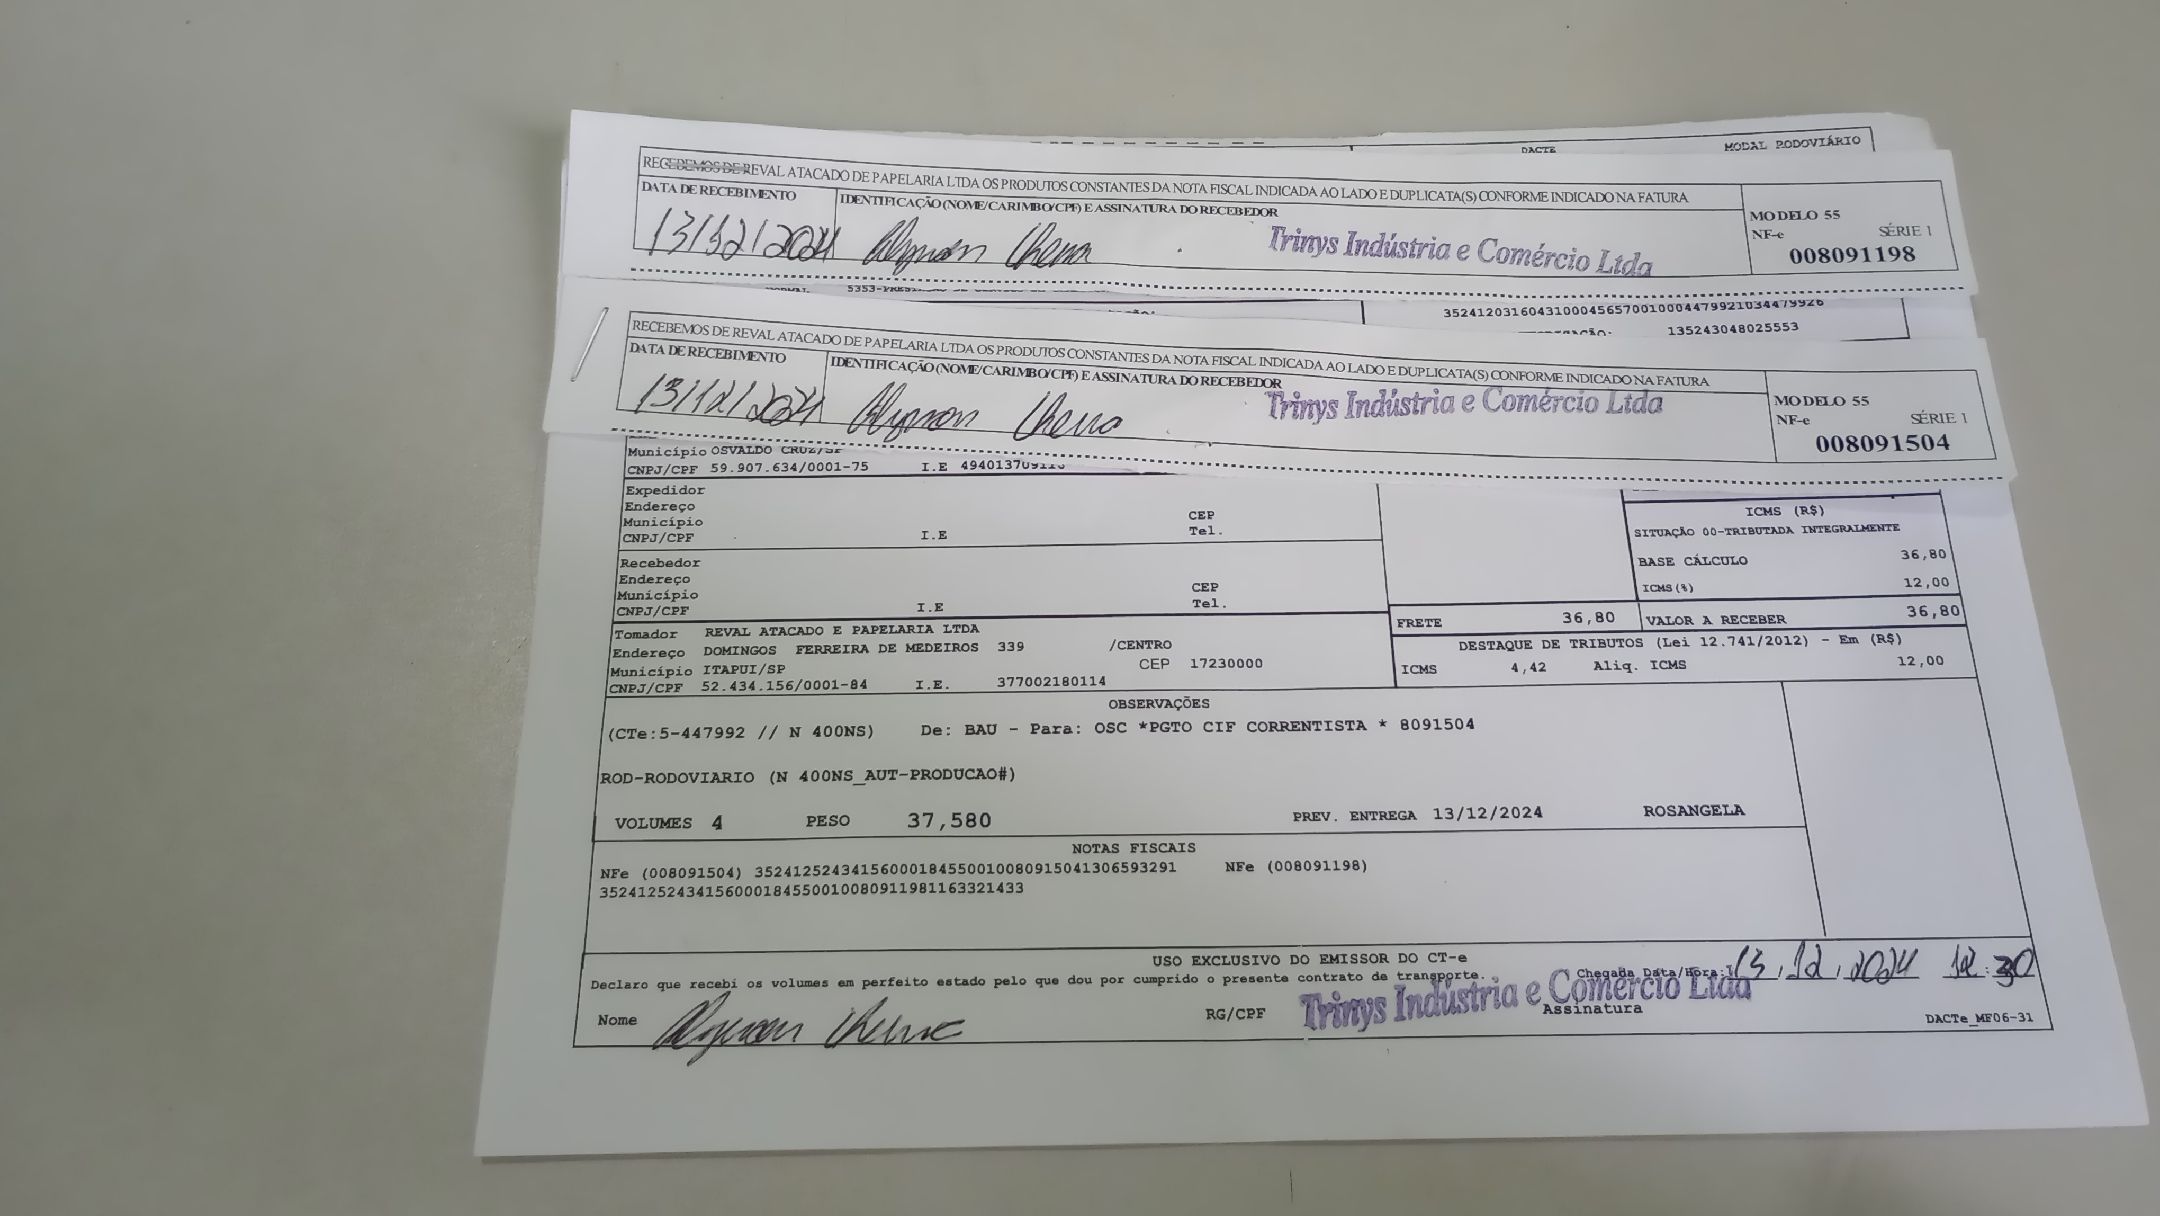 DACTE MODAL RODOVIÁRIO
RECEBEMOS DE REVAL ATACADO DE PAPELARIA LTDA OS PRODUTOS CONSTANTES DA NOTA FISCAL INDICADA AO LADO E DUPLICATA(S) CONFORME INDICADO NA FATURA
DATA DE RECEBIMENTO
IDENTIFICAÇÃO (NOME/CARIMBO/CPF) E ASSINATURA DO RECEBEDOR
13/12/2024
Trinys Indústria e Comércio Ltda
MODELO 55
NF-e SÉRIE 1
008091198
35241203160431000456570010004479921034479926
135243048025553
RECEBEMOS DE REVAL ATACADO DE PAPELARIA LTDA OS PRODUTOS CONSTANTES DA NOTA FISCAL INDICADA AO LADO E DUPLICATA(S) CONFORME INDICADO NA FATURA
DATA DE RECEBIMENTO
IDENTIFICAÇÃO (NOME/CARIMBO/CPF) E ASSINATURA DO RECEBEDOR
13/12/2024
Trinys Indústria e Comércio Ltda
MODELO 55
NF-e SÉRIE 1
008091504
Município OSVALDO CRUZ/SP
CNPJ/CPF 59.907.634/0001-75 I.E
Expedidor
Endereço
Município CEP
CNPJ/CPF I.E Tel.
Recebedor
Endereço
Município CEP
CNPJ/CPF I.E Tel.
Tomador REVAL ATACADO E PAPELARIA LTDA
Endereço DOMINGOS FERREIRA DE MEDEIROS 339 /CENTRO
Município ITAPUI/SP CEP 17230000
CNPJ/CPF 52.434.156/0001-84 I.E. 377002180114
ICMS (R$)
SITUAÇÃO 00-TRIBUTADA INTEGRALMENTE
BASE CÁLCULO 36,80
ICMS(%) 12,00
FRETE 36,80 VALOR A RECEBER 36,80
DESTAQUE DE TRIBUTOS (Lei 12.741/2012) - Em (R$)
ICMS 4,42 Aliq. ICMS 12,00
OBSERVAÇÕES
(CTe:5-447992 // N 400NS) De: BAU - Para: OSC *PGTO CIF CORRENTISTA * 8091504
ROD-RODOVIARIO (N 400NS_AUT-PRODUCAO#)
VOLUMES 4 PESO 37,580 PREV. ENTREGA 13/12/2024 ROSANGELA
NOTAS FISCAIS
NFe (008091504) 35241252434156000184550010080915041306593291 NFe (008091198)
35241252434156000184550010080911981163321433
USO EXCLUSIVO DO EMISSOR DO CT-e
Declaro que recebi os volumes em perfeito estado pelo que dou por cumprido o presente contrato de transporte.
Chegada Data/Hora: 13,12,2024 12:30
Nome RG/CPF Trinys Indústria e Comércio Ltda
Assinatura
DACTe_MF06-31